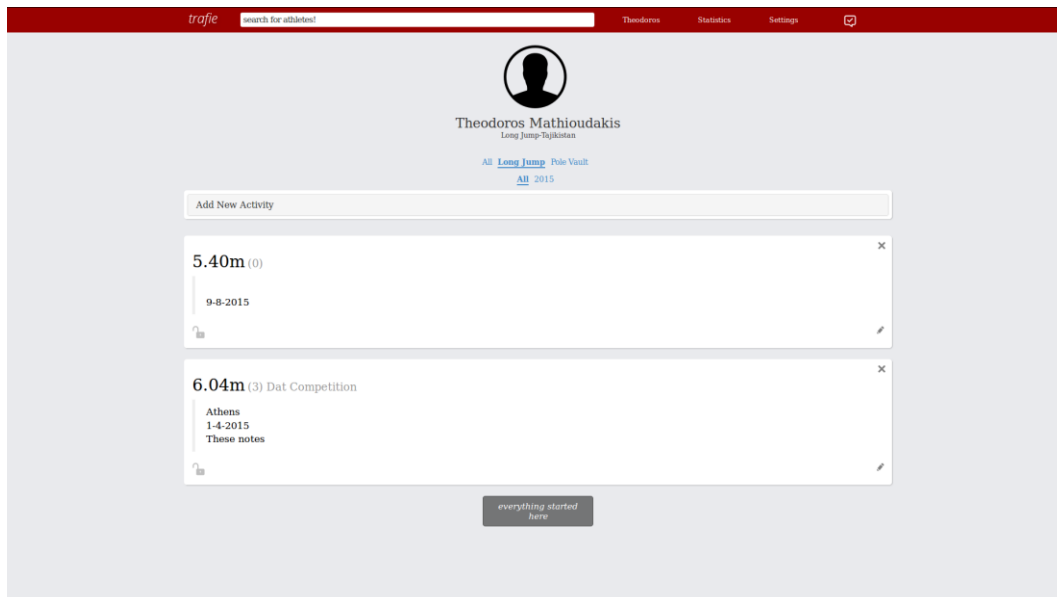 trafie search for athletes! Theodoros Statistics Settings
Theodoros Mathioudakis
Long Jump-Tajikistan
All Long Jump Pole Vault
All 2015
Add New Activity
5.40m (0)
9-8-2015
6.04m (3) Dat Competition
Athens
1-4-2015
These notes
everything started
here